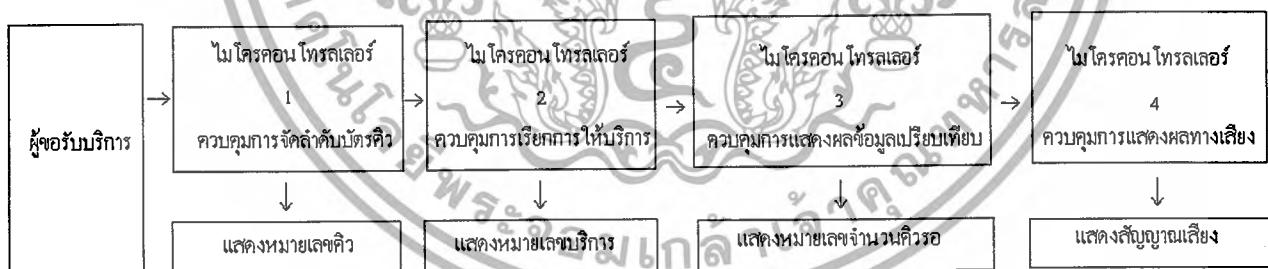 ผู้ขอรับบริการ
ไมโครคอนโทรลเลอร์
1
ควบคุมการจัดลำดับบัตรคิว
แสดงหมายเลขคิว
ไมโครคอนโทรลเลอร์
2
ควบคุมการเรียกการให้บริการ
แสดงหมายเลขบริการ
ไมโครคอนโทรลเลอร์
3
ควบคุมการแสดงผลข้อมูลเปรียบเทียบ
แสดงหมายเลขจำนวนคิวรอ
ไมโครคอนโทรลเลอร์
4
ควบคุมการแสดงผลทางเสียง
แสดงสัญญาณเสียง